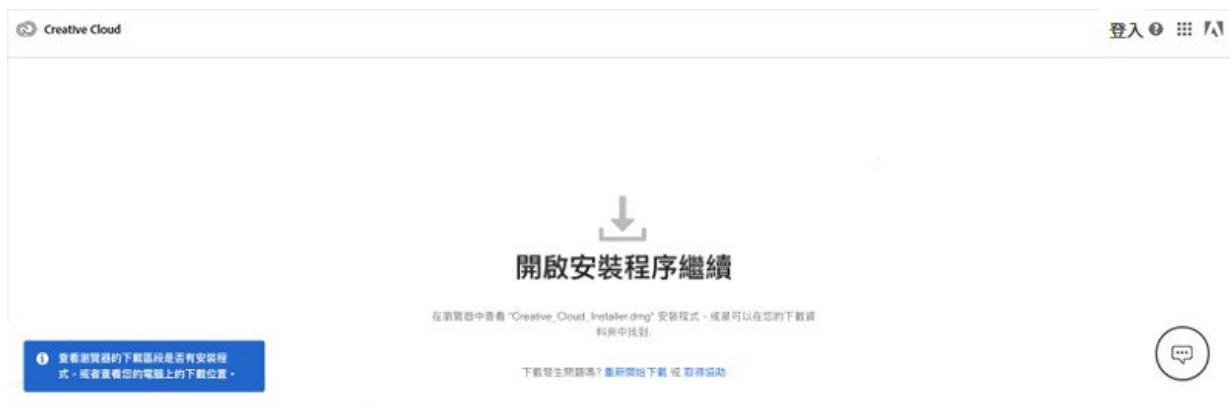 Creative Cloud
登入
開啟安裝程序繼續
在瀏覽器中查看 "Creative_Cloud_Installer.dmg" 安裝程式，或是可以在您的下載資
料夾中找到.
查看瀏覽器的下載區段是否有安裝程
式，或者查看您的電腦上的下載位置。
下載發生問題嗎? 重新開始下載 或 取得協助